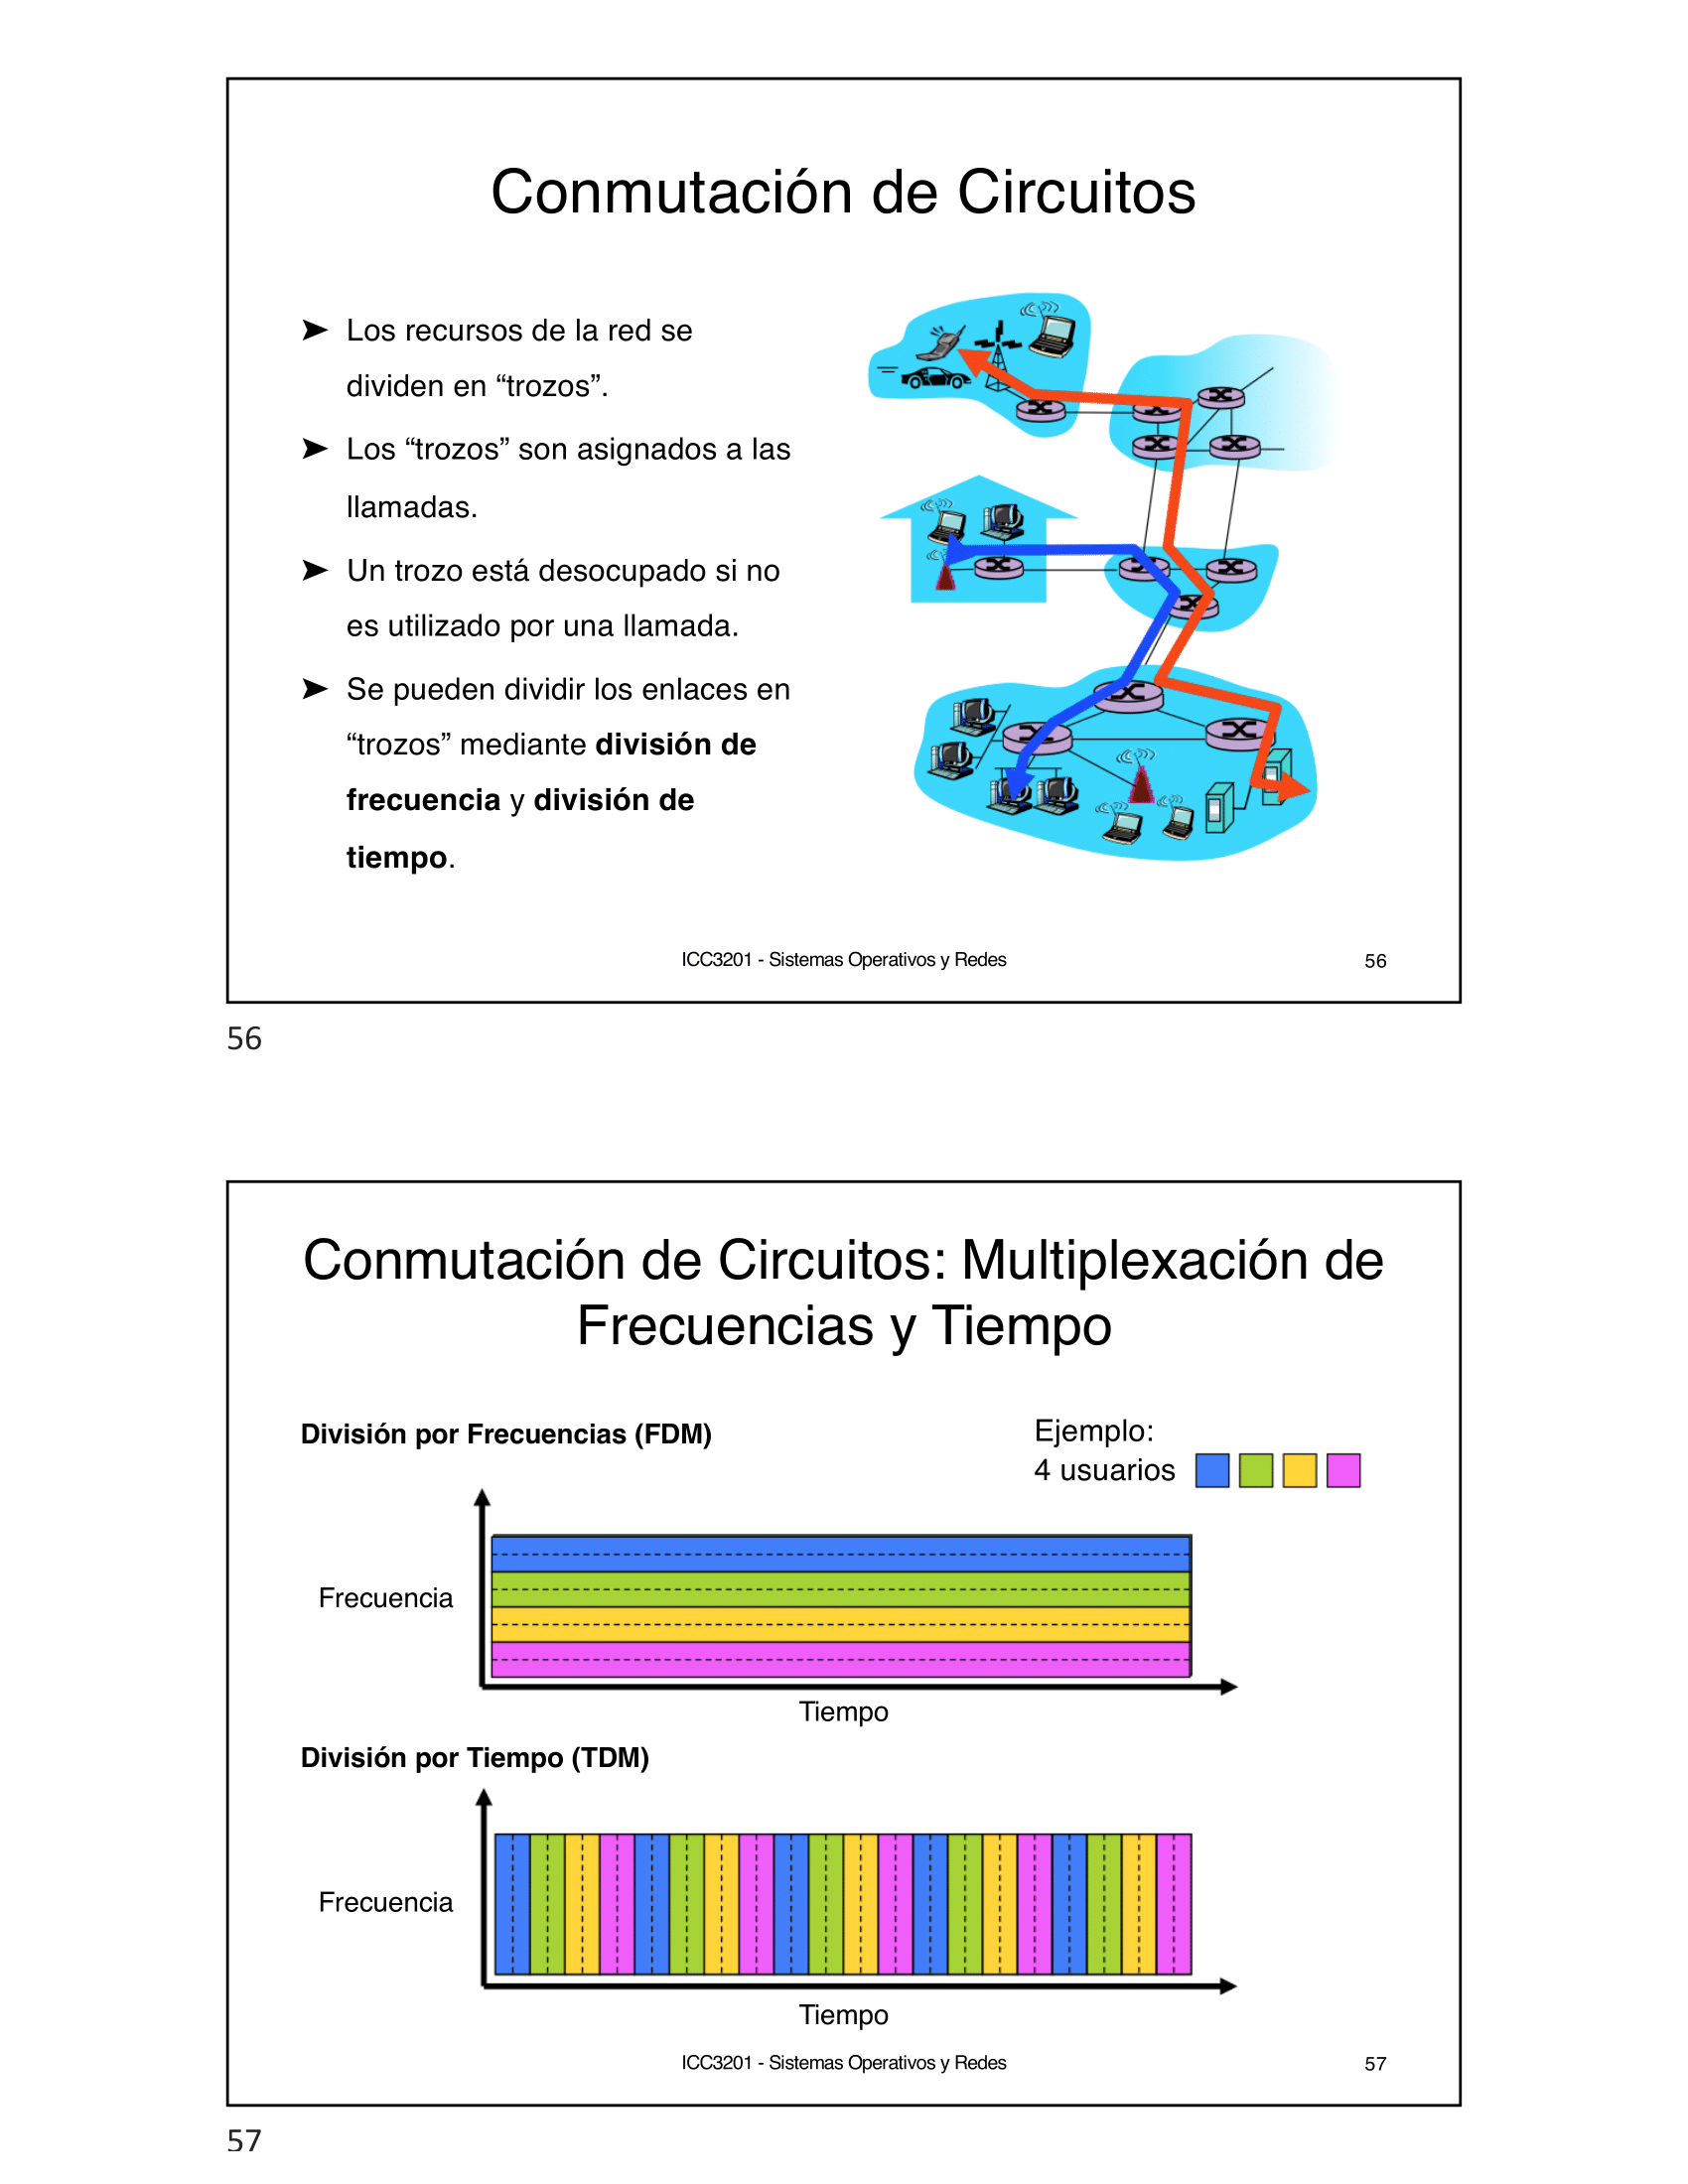 Conmutación de Circuitos
➤ Los recursos de la red se
dividen en “trozos”.
➤ Los “trozos” son asignados a las
llamadas.
➤ Un trozo está desocupado si no
es utilizado por una llamada.
➤ Se pueden dividir los enlaces en
“trozos” mediante división de
frecuencia y división de
tiempo.
ICC3201 - Sistemas Operativos y Redes
56
56
Conmutación de Circuitos: Multiplexación de
Frecuencias y Tiempo
División por Frecuencias (FDM)
Ejemplo:
4 usuarios
Frecuencia
Tiempo
División por Tiempo (TDM)
Frecuencia
Tiempo
ICC3201 - Sistemas Operativos y Redes
57
57